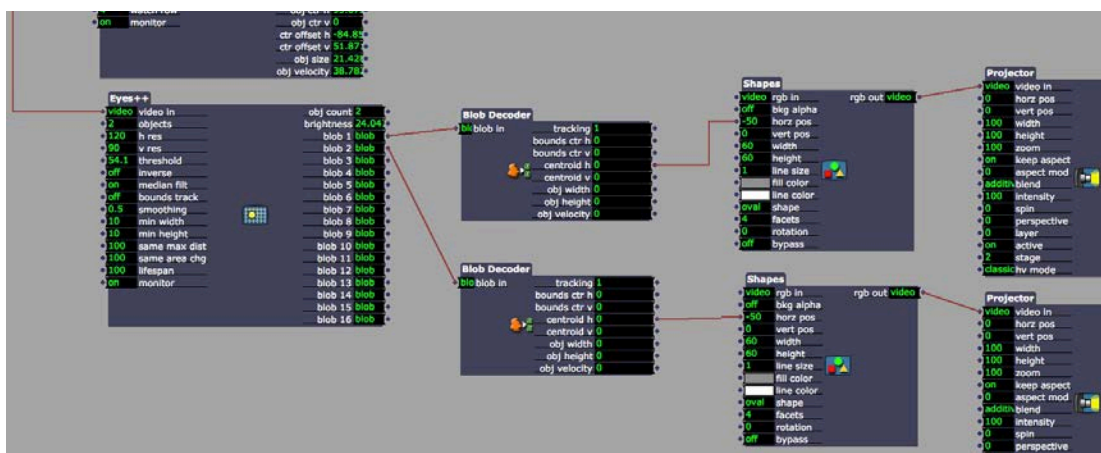 on monitor
obj ctr v 0
ctr offset h -84.85
ctr offset v 51.87
obj size 21.428
obj velocity 38.782
Eyes++
video video in obj count 2
2 objects brightness 24.04
120 h res blob 1 blob
90 v res blob 2 blob
54.1 threshold blob 3 blob
off inverse blob 4 blob
on median filt blob 5 blob
off bounds track blob 6 blob
0.5 smoothing blob 7 blob
10 min width blob 8 blob
10 min height blob 9 blob
100 same max dist blob 10 blob
100 same area chg blob 11 blob
100 lifespan blob 12 blob
on monitor blob 13 blob
blob 14 blob
blob 15 blob
blob 16 blob
Blob Decoder
blob in tracking 1
bounds ctr h 0
bounds ctr v 0
centroid h 0
centroid v 0
obj width 0
obj height 0
obj velocity 0
Blob Decoder
blo blob in tracking 1
bounds ctr h 0
bounds ctr v 0
centroid h 0
centroid v 0
obj width 0
obj height 0
obj velocity 0
Shapes
video rgb in rgb out video
off bkg alpha
-50 horz pos
0 vert pos
60 width
60 height
1 line size
fill color
line color
oval shape
4 facets
0 rotation
off bypass
Shapes
video rgb in rgb out video
off bkg alpha
-50 horz pos
0 vert pos
60 width
60 height
1 line size
fill color
line color
oval shape
4 facets
0 rotation
off bypass
Projector
video video in
0 horz pos
0 vert pos
100 width
100 height
100 zoom
on keep aspect
0 aspect mod
additiv blend
100 intensity
0 spin
0 perspective
0 layer
on active
2 stage
classic hv mode
Projector
video video in
0 horz pos
0 vert pos
100 width
100 height
100 zoom
on keep aspect
0 aspect mod
additiv blend
100 intensity
0 spin
0 perspective